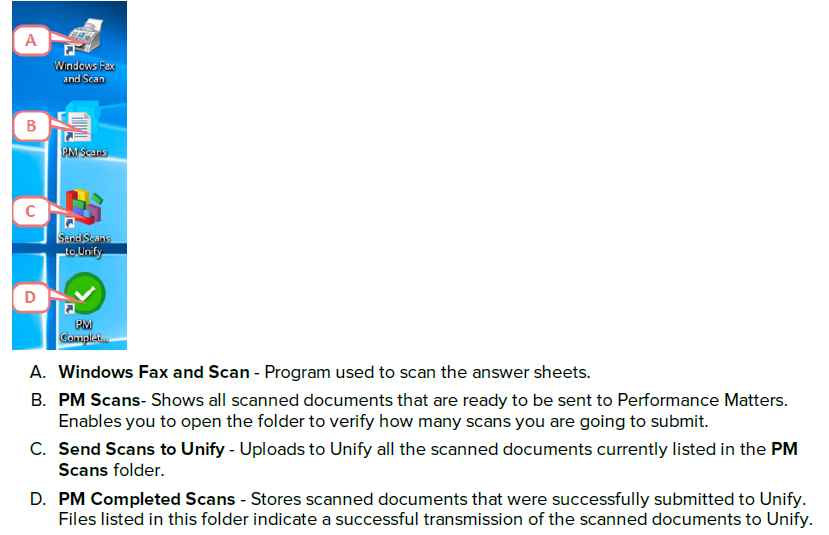 A
Windows Fax
and Scan
B
PM Scans
C
Send Scans
to Unify
D
PM
Complet...
A. Windows Fax and Scan - Program used to scan the answer sheets.
B. PM Scans- Shows all scanned documents that are ready to be sent to Performance Matters.
Enables you to open the folder to verify how many scans you are going to submit.
C. Send Scans to Unify - Uploads to Unify all the scanned documents currently listed in the PM
Scans folder.
D. PM Completed Scans - Stores scanned documents that were successfully submitted to Unify.
Files listed in this folder indicate a successful transmission of the scanned documents to Unify.